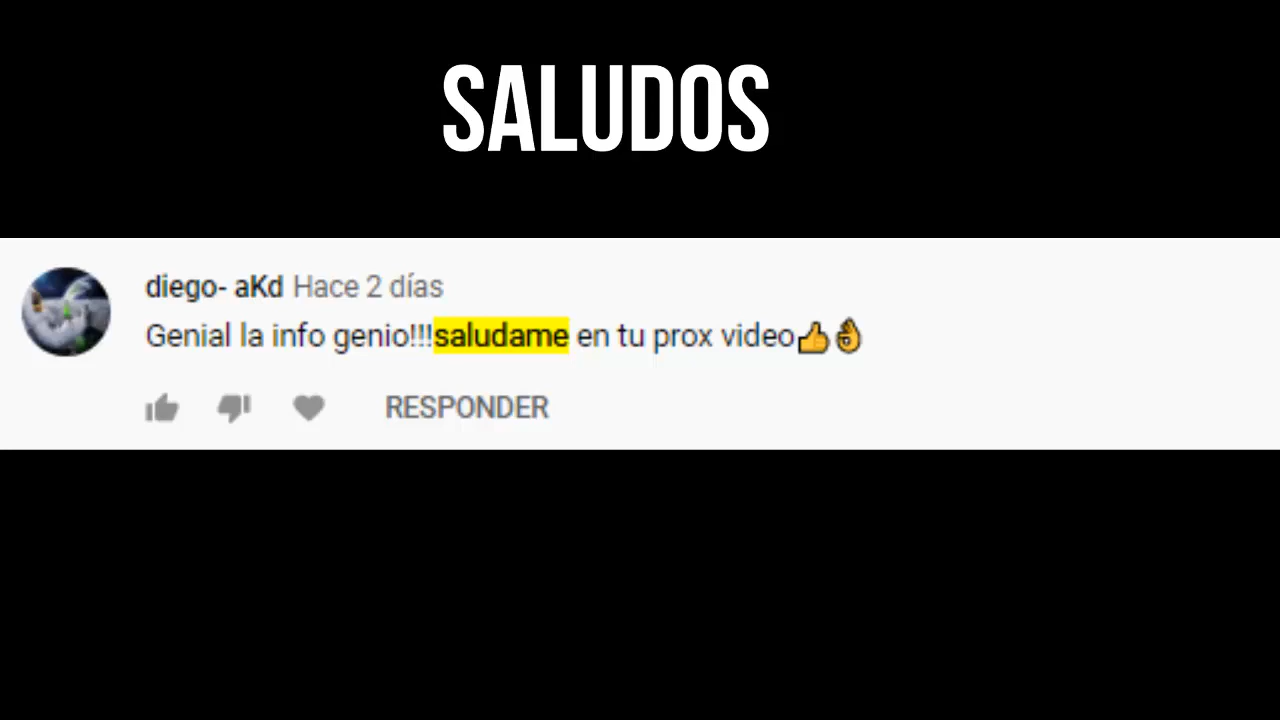 SALUDOS
diego- aKd Hace 2 días
Genial la info genio!!!saludame en tu prox video👍👌
RESPONDER